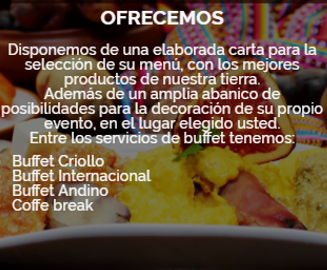 OFRECEMOS
Disponemos de una elaborada carta para la
selección de su menú, con los mejores
productos de nuestra tierra.
Además de un amplia abanico de
posibilidades para la decoración de su propio
evento, en el lugar elegido usted.
Entre los servicios de buffet tenemos:
Buffet Criollo
Buffet Internacional
Buffet Andino
Coffe break